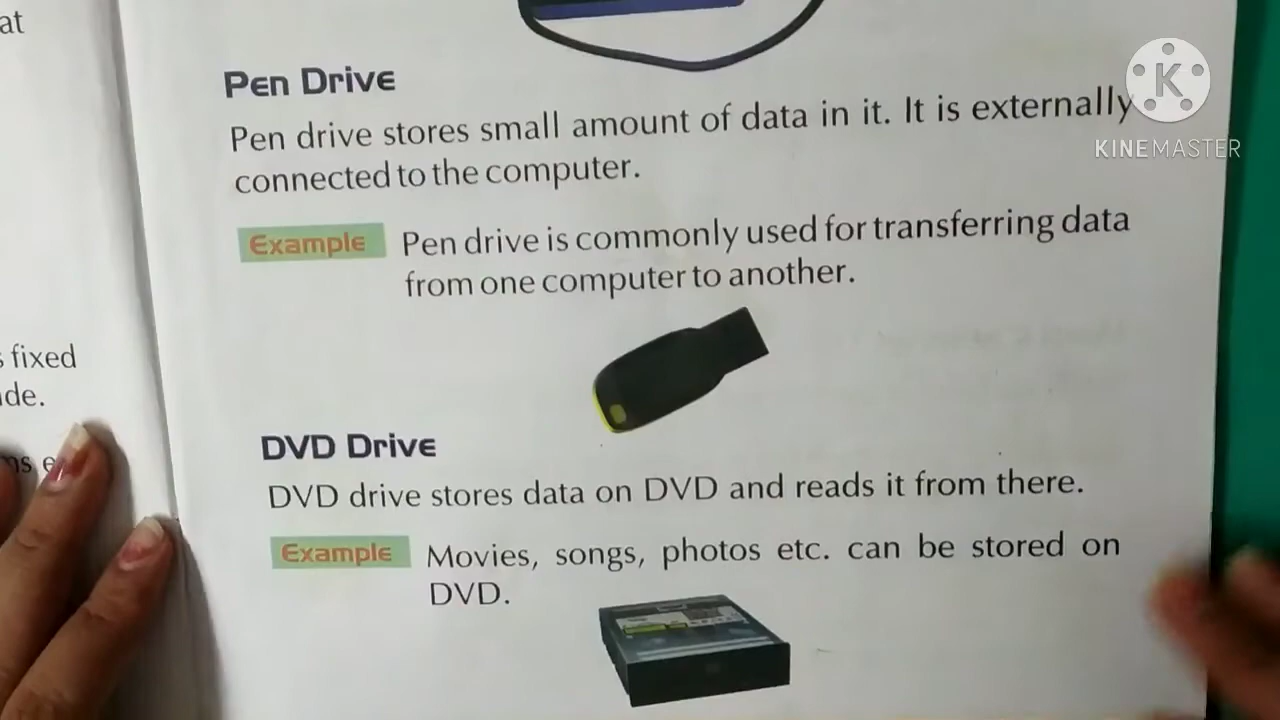 at
s fixed
de.
Pen Drive
Pen drive stores small amount of data in it. It is externally
connected to the computer.
Example Pen drive is commonly used for transferring data
from one computer to another.
DVD Drive
DVD drive stores data on DVD and reads it from there.
Example Movies, songs, photos etc. can be stored on
DVD.
K
KINEMASTER